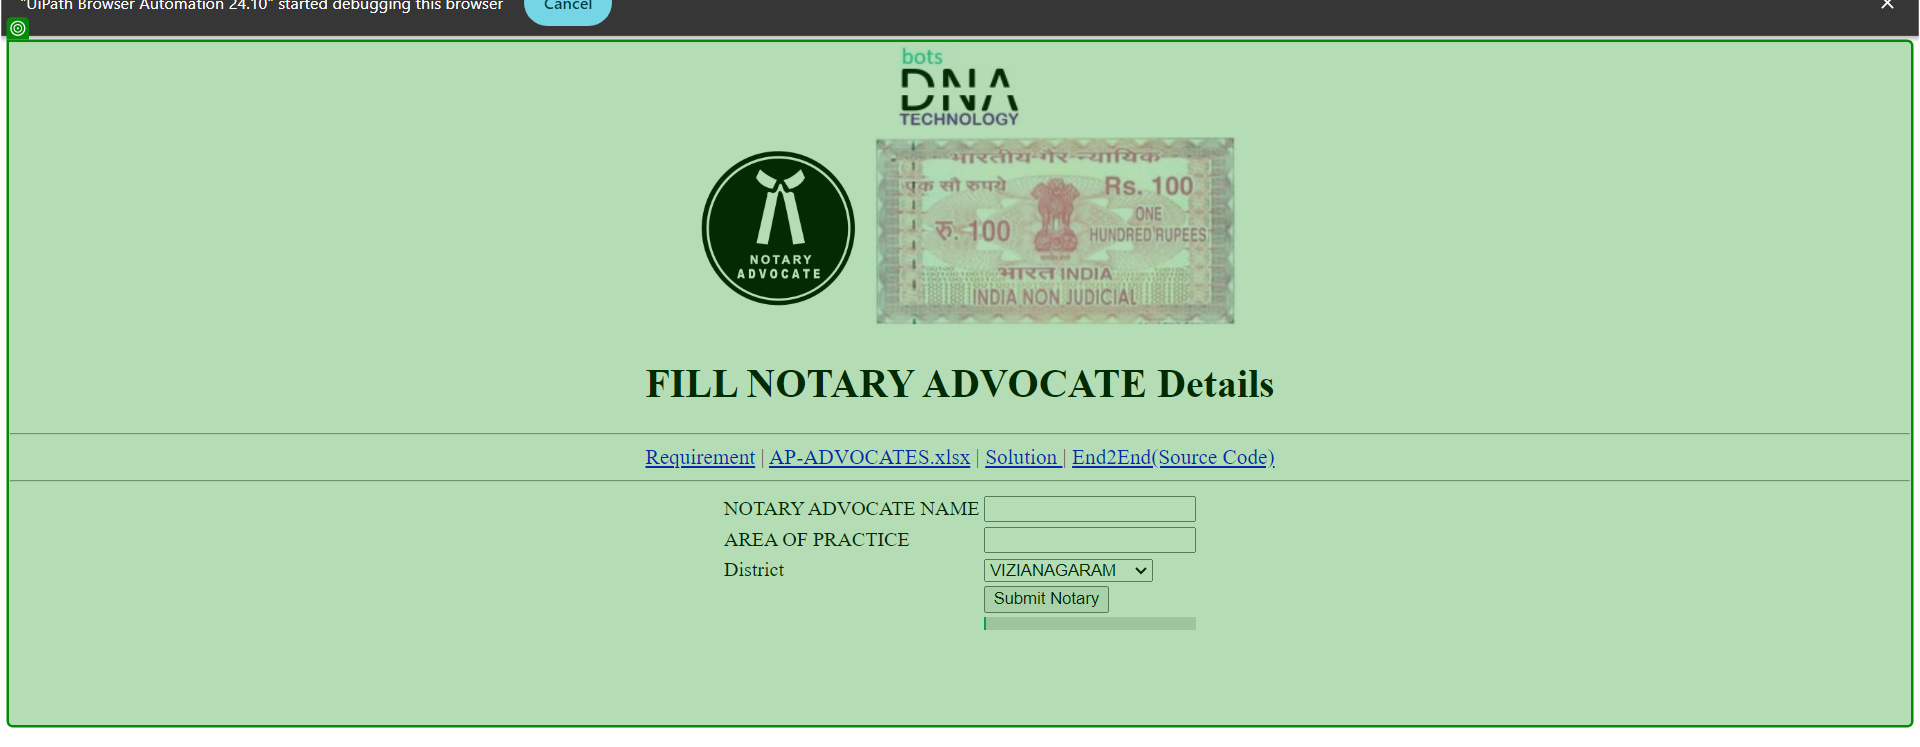 "UiPath Browser Automation 24.10" started debugging this browser Cancel
bots
DNA
TECHNOLOGY
NOTARY
ADVOCATE
भारतीय गैर न्यायिक
एक सौ रुपये Rs. 100
रु. 100 ONE
HUNDRED RUPEES
भारत INDIA
INDIA NON JUDICIAL
FILL NOTARY ADVOCATE Details
Requirement | AP-ADVOCATES.xlsx | Solution | End2End(Source Code)
NOTARY ADVOCATE NAME
AREA OF PRACTICE
District VIZIANAGARAM
Submit Notary